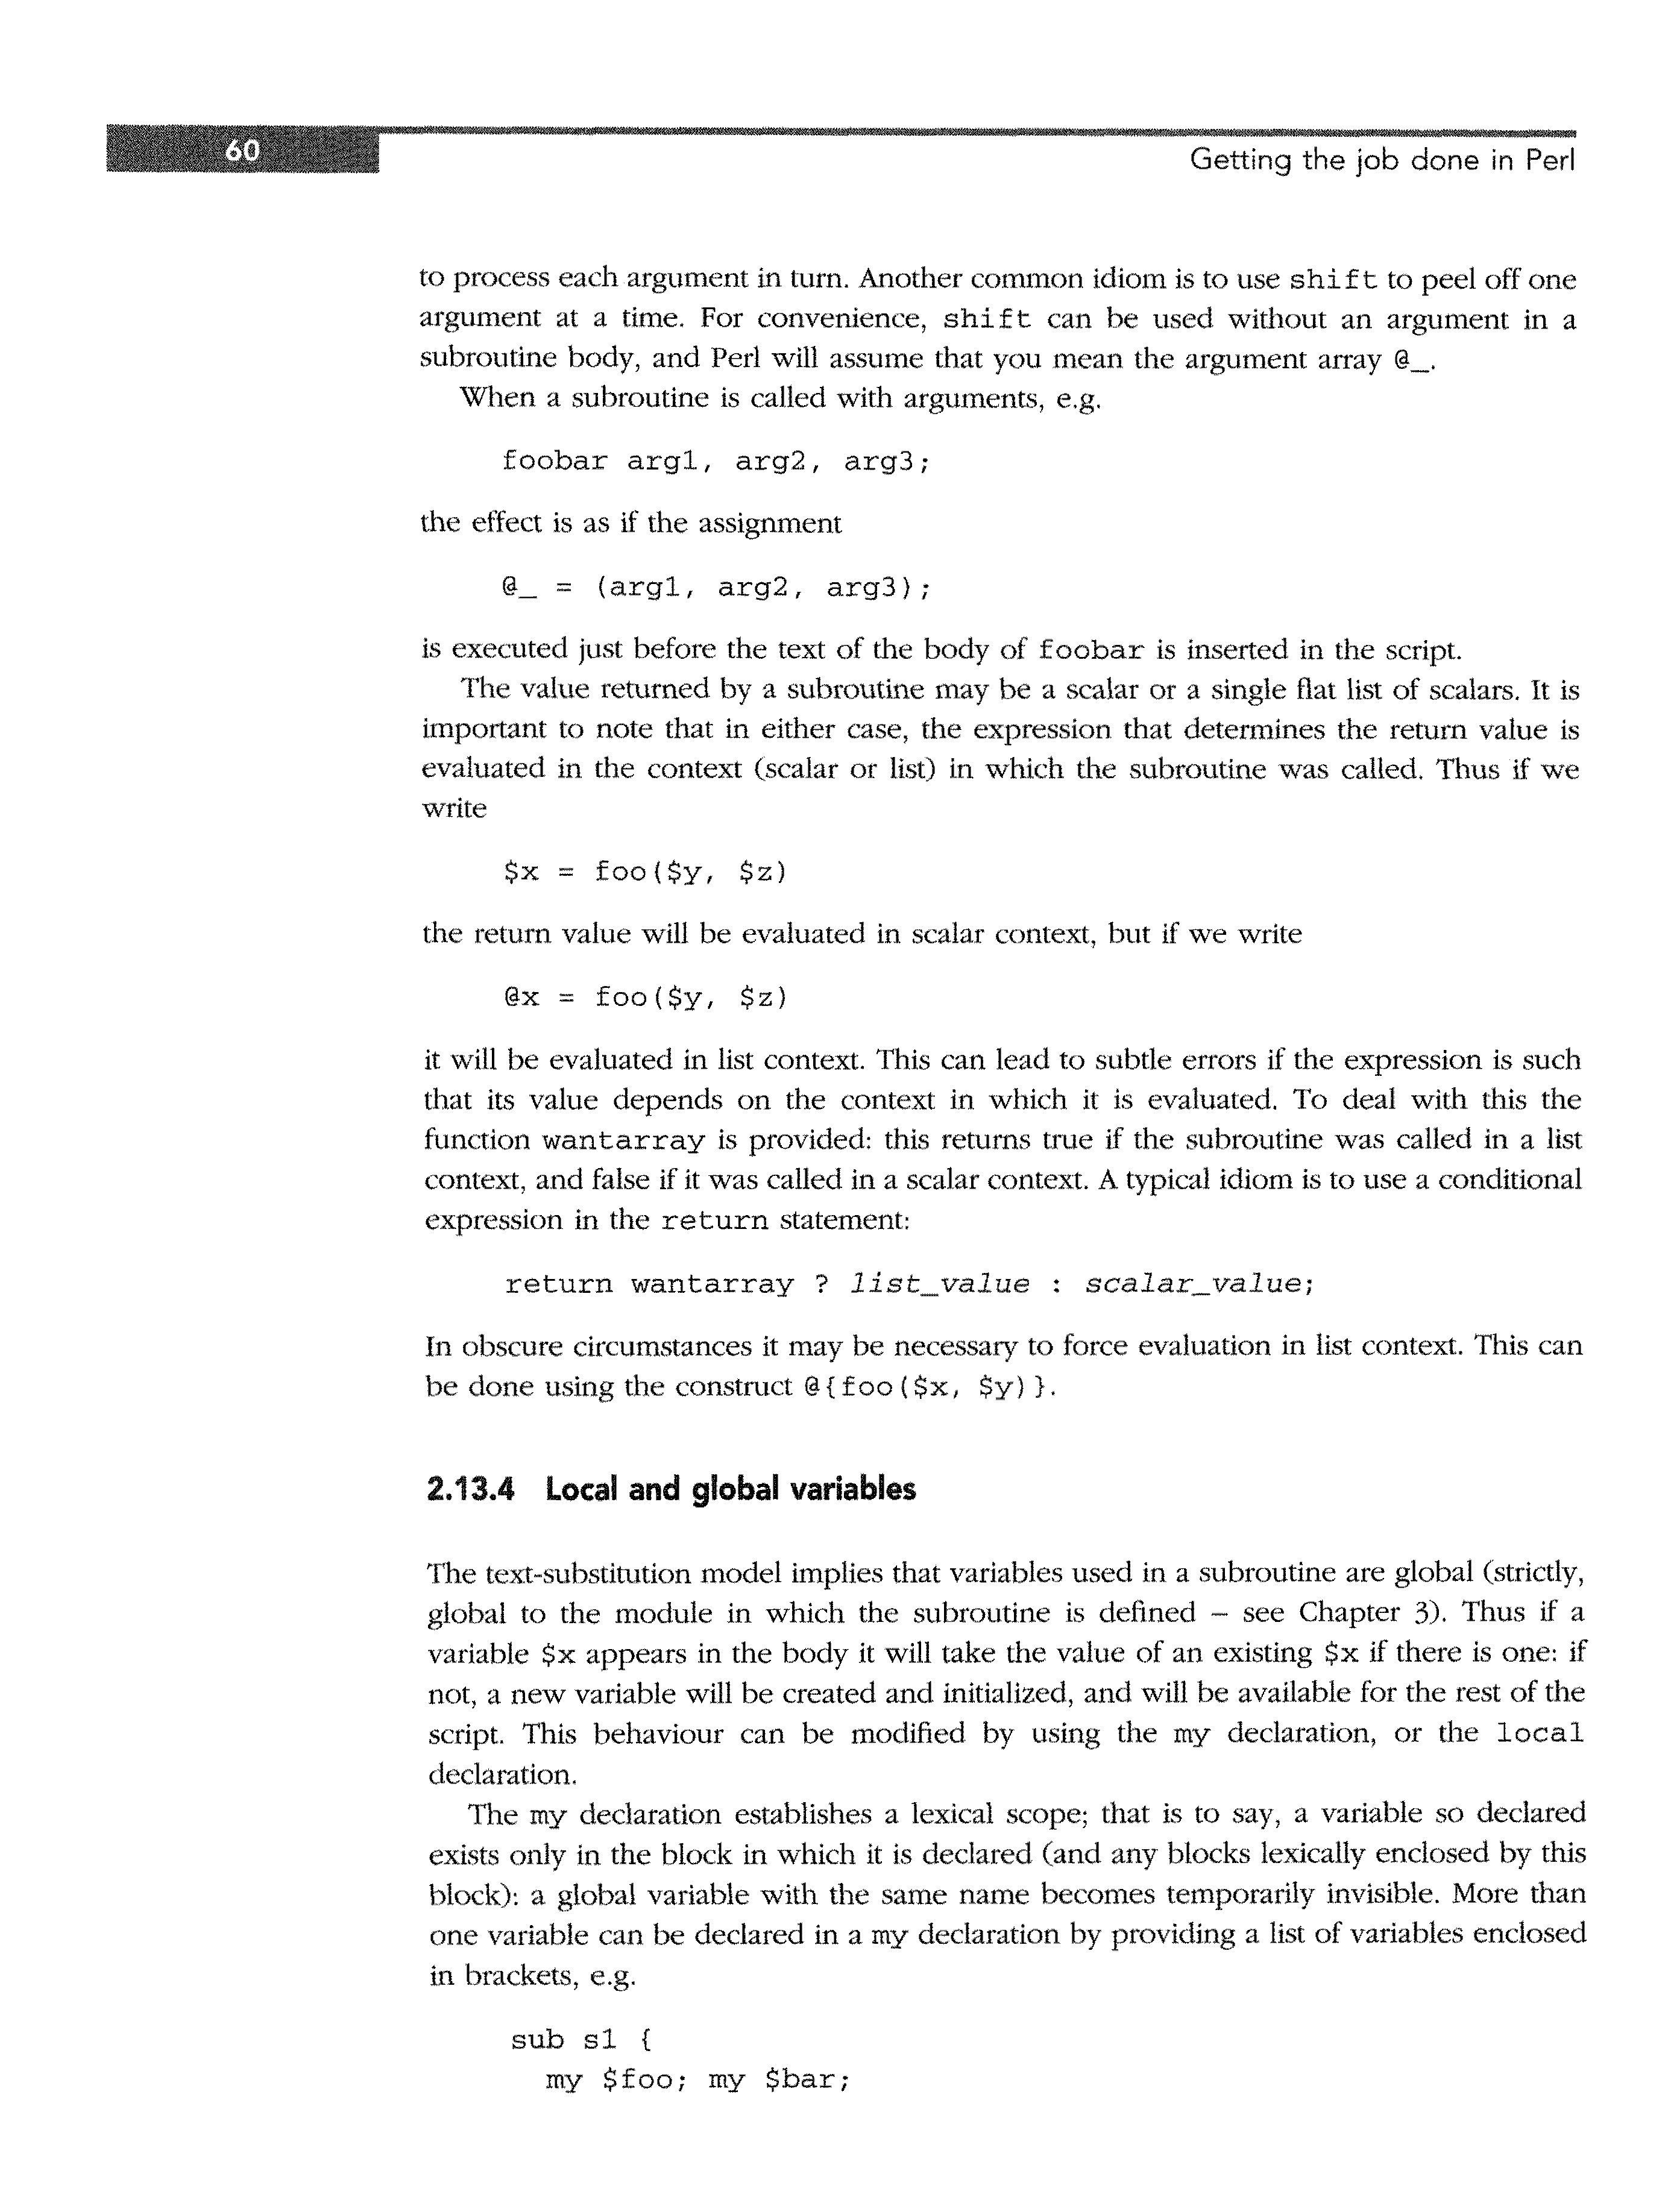 60
Getting the job done in Perl
to process each argument in turn. Another common idiom is to use shift to peel off one
argument at a time. For convenience, shift can be used without an argument in a
subroutine body, and Perl will assume that you mean the argument array @_.
When a subroutine is called with arguments, e.g.
foobar arg1, arg2, arg3;
the effect is as if the assignment
@_ = (arg1, arg2, arg3);
is executed just before the text of the body of foobar is inserted in the script.
The value returned by a subroutine may be a scalar or a single flat list of scalars. It is
important to note that in either case, the expression that determines the return value is
evaluated in the context (scalar or list) in which the subroutine was called. Thus if we
write
$x = foo($y, $z)
the return value will be evaluated in scalar context, but if we write
@x = foo($y, $z)
it will be evaluated in list context. This can lead to subtle errors if the expression is such
that its value depends on the context in which it is evaluated. To deal with this the
function wantarray is provided: this returns true if the subroutine was called in a list
context, and false if it was called in a scalar context. A typical idiom is to use a conditional
expression in the return statement:
return wantarray ? list_value : scalar_value;
In obscure circumstances it may be necessary to force evaluation in list context. This can
be done using the construct @{foo($x, $y)}.
2.13.4 Local and global variables
The text-substitution model implies that variables used in a subroutine are global (strictly,
global to the module in which the subroutine is defined – see Chapter 3). Thus if a
variable $x appears in the body it will take the value of an existing $x if there is one: if
not, a new variable will be created and initialized, and will be available for the rest of the
script. This behaviour can be modified by using the my declaration, or the local
declaration.
The my declaration establishes a lexical scope; that is to say, a variable so declared
exists only in the block in which it is declared (and any blocks lexically enclosed by this
block): a global variable with the same name becomes temporarily invisible. More than
one variable can be declared in a my declaration by providing a list of variables enclosed
in brackets, e.g.
sub s1 {
my $foo; my $bar;